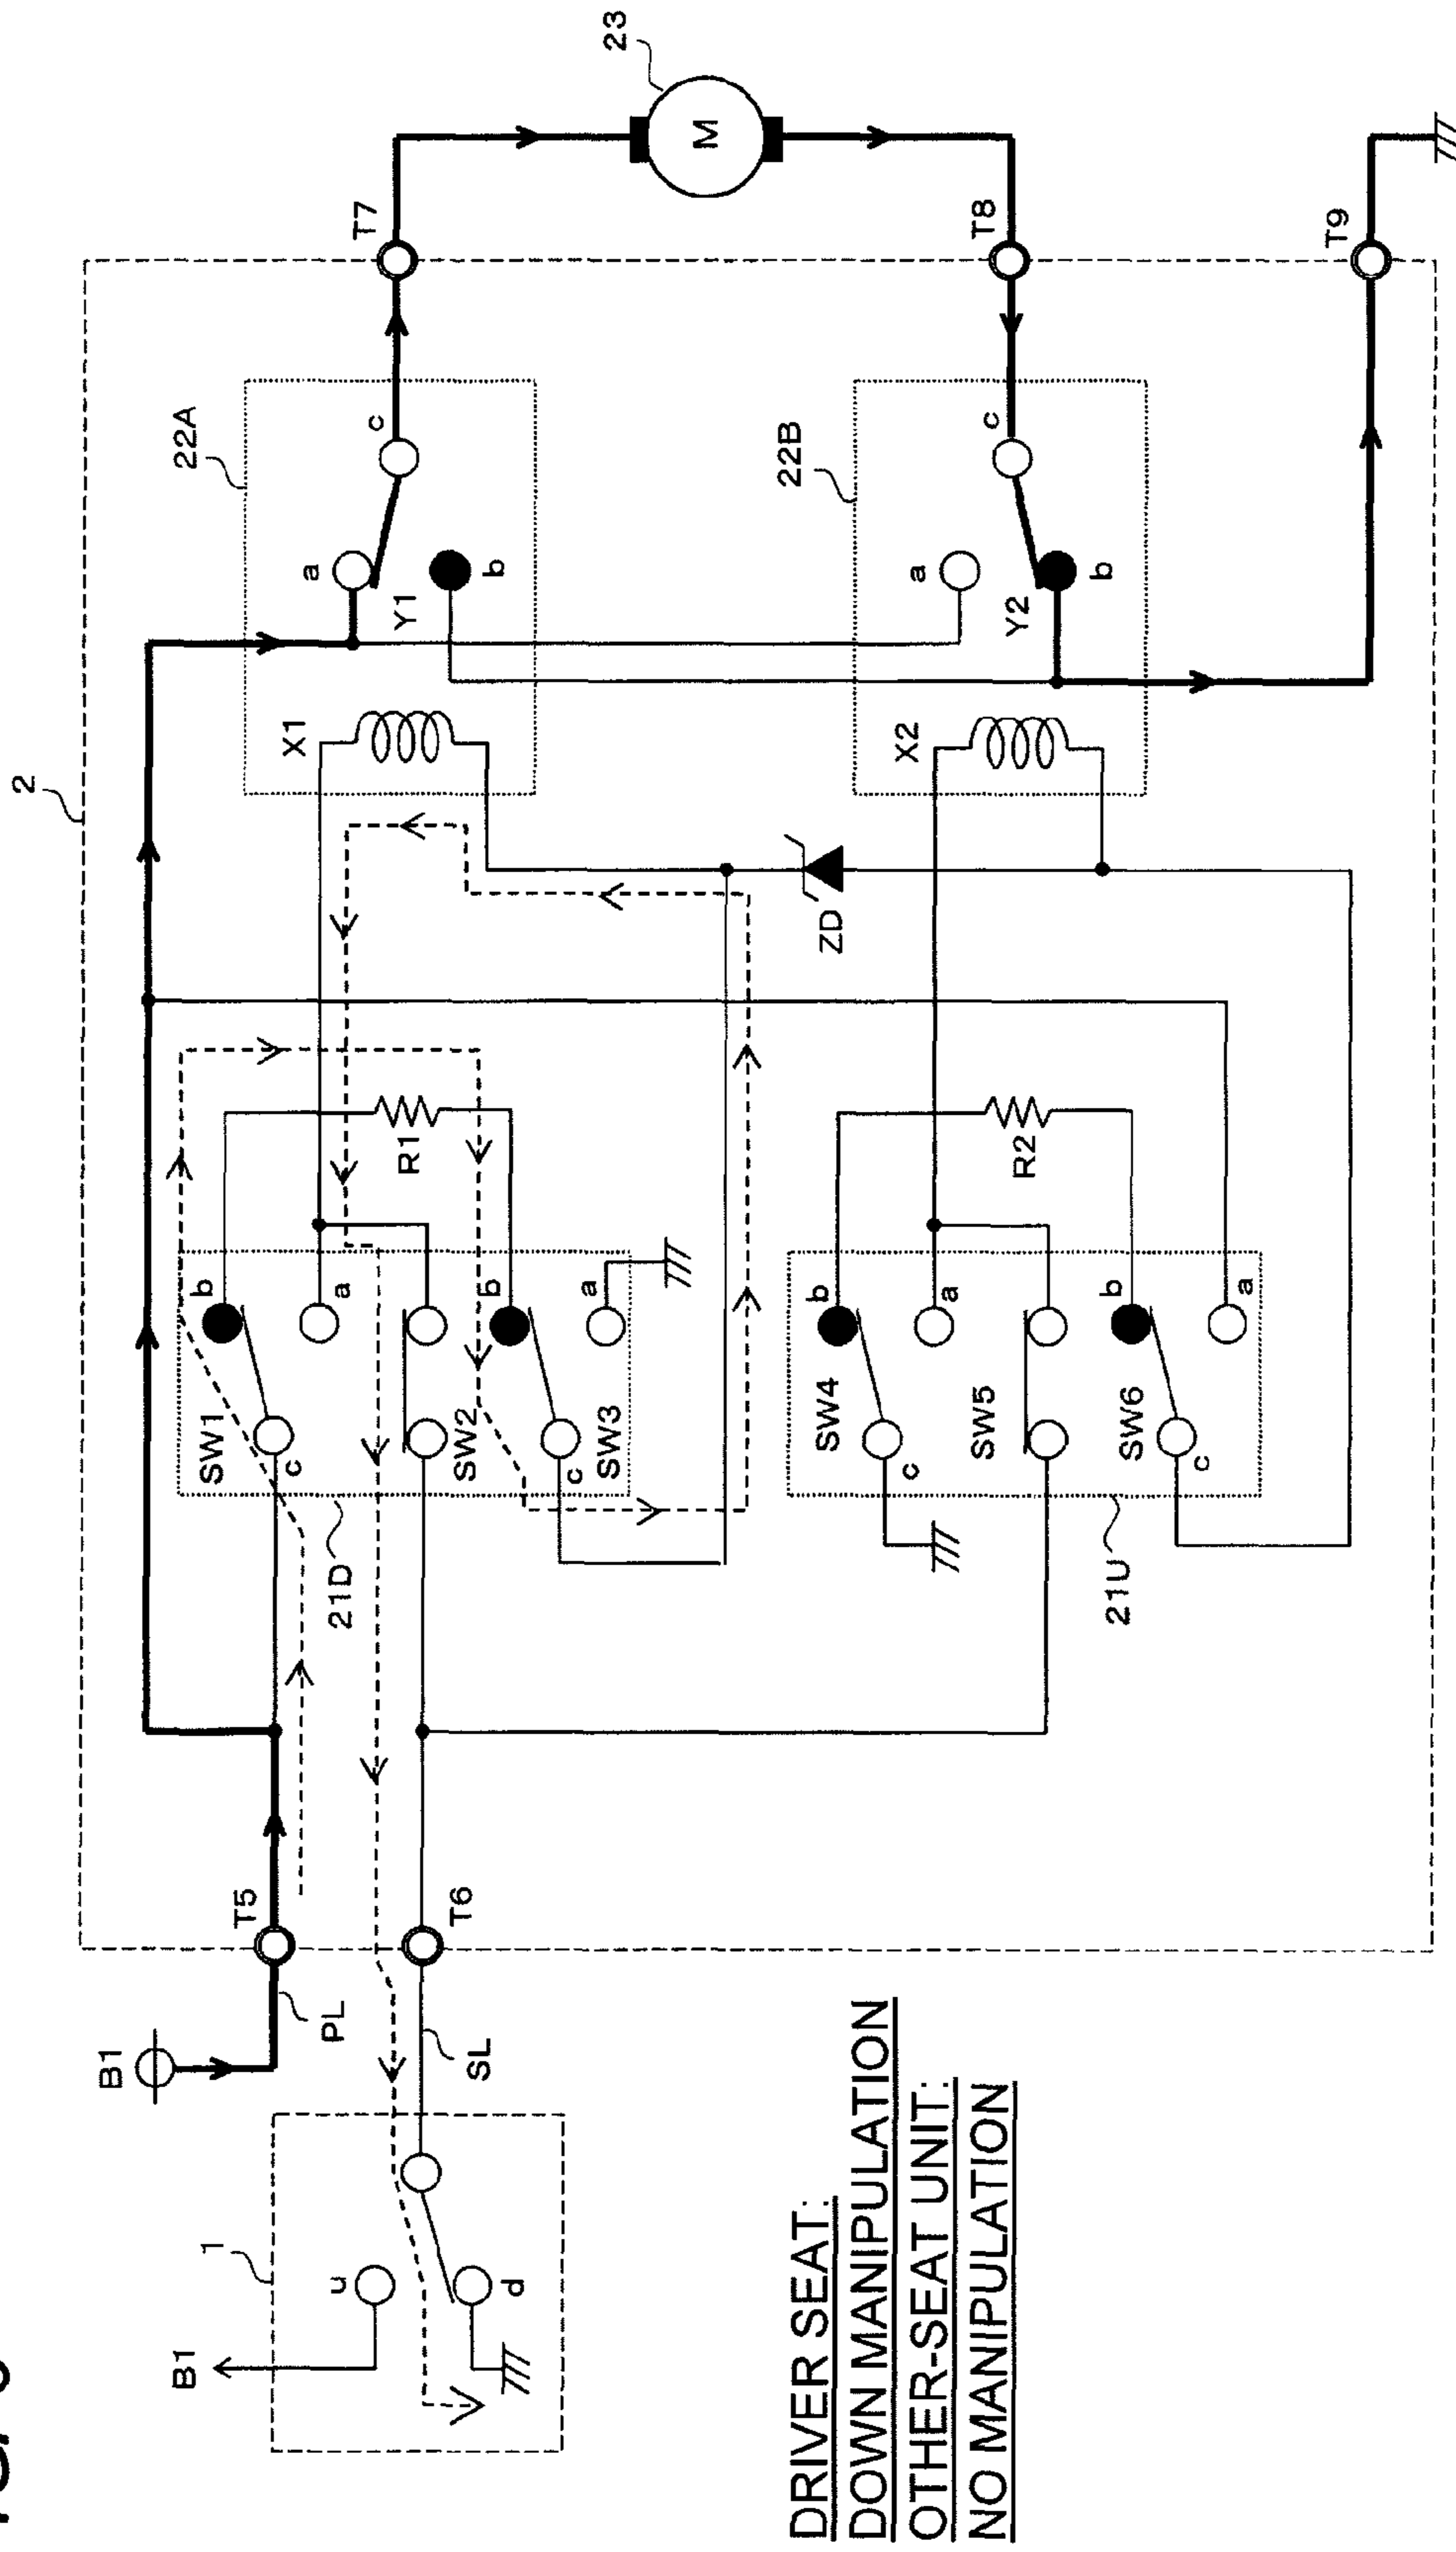 B1
PL
T5
T6
SL
1
u
d
B1
2
21D
SW1
c
b
a
SW2
SW3
c
b
a
R1
21U
SW4
c
b
a
SW5
SW6
c
b
a
R2
ZD
22A
X1
Y1
a
b
c
22B
X2
Y2
a
b
c
T7
T8
T9
M
23
DRIVER SEAT:
DOWN MANIPULATION
OTHER-SEAT UNIT:
NO MANIPULATION